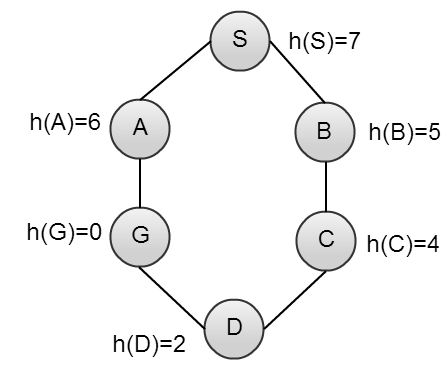 S h(S)=7
h(A)=6 A B h(B)=5
h(G)=0 G C h(C)=4
h(D)=2 D